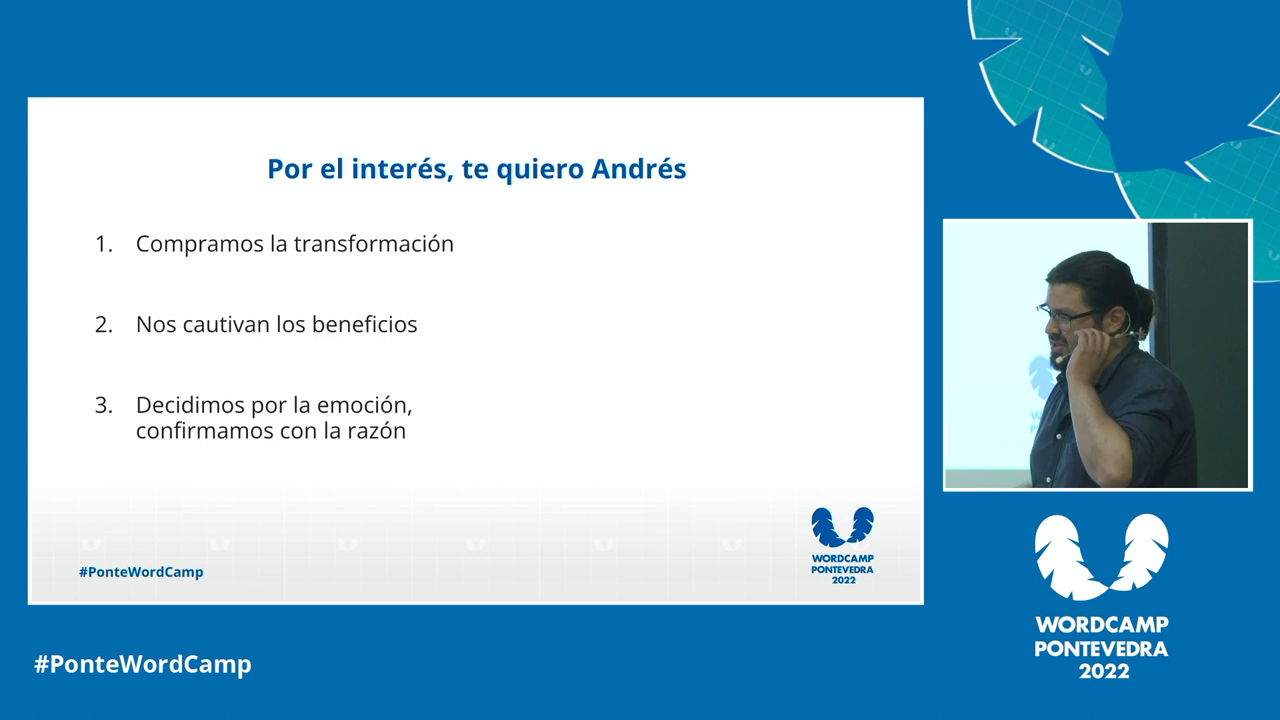 Por el interés, te quiero Andrés
1. Compramos la transformación
2. Nos cautivan los beneficios
3. Decidimos por la emoción,
confirmamos con la razón
#PonteWordCamp
WORDCAMP
PONTEVEDRA
2022
#PonteWordCamp
WORDCAMP
PONTEVEDRA
2022